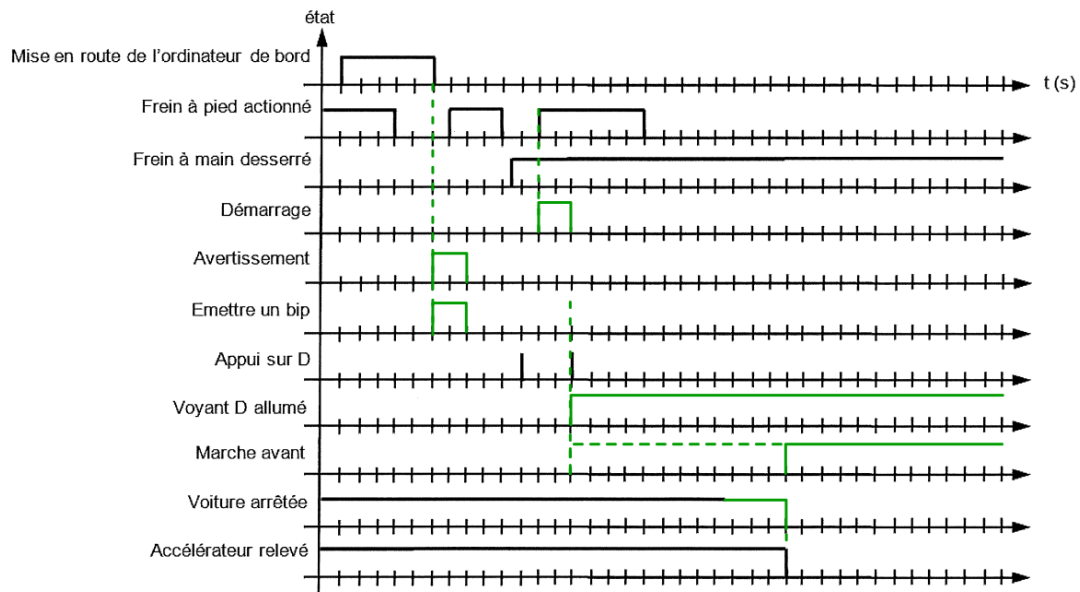 état
Mise en route de l'ordinateur de bord
t (s)
Frein à pied actionné
Frein à main desserré
Démarrage
Avertissement
Emettre un bip
Appui sur D
Voyant D allumé
Marche avant
Voiture arrêtée
Accélérateur relevé